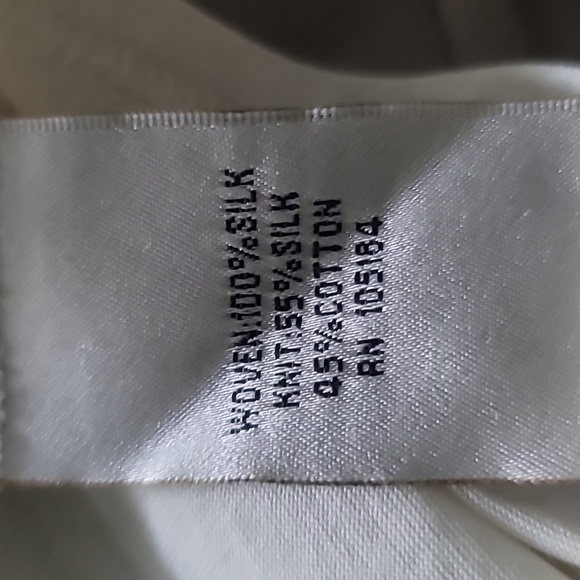 WOVEN:100%SILK
KNIT:55%SILK
45%COTTON
RN 105184